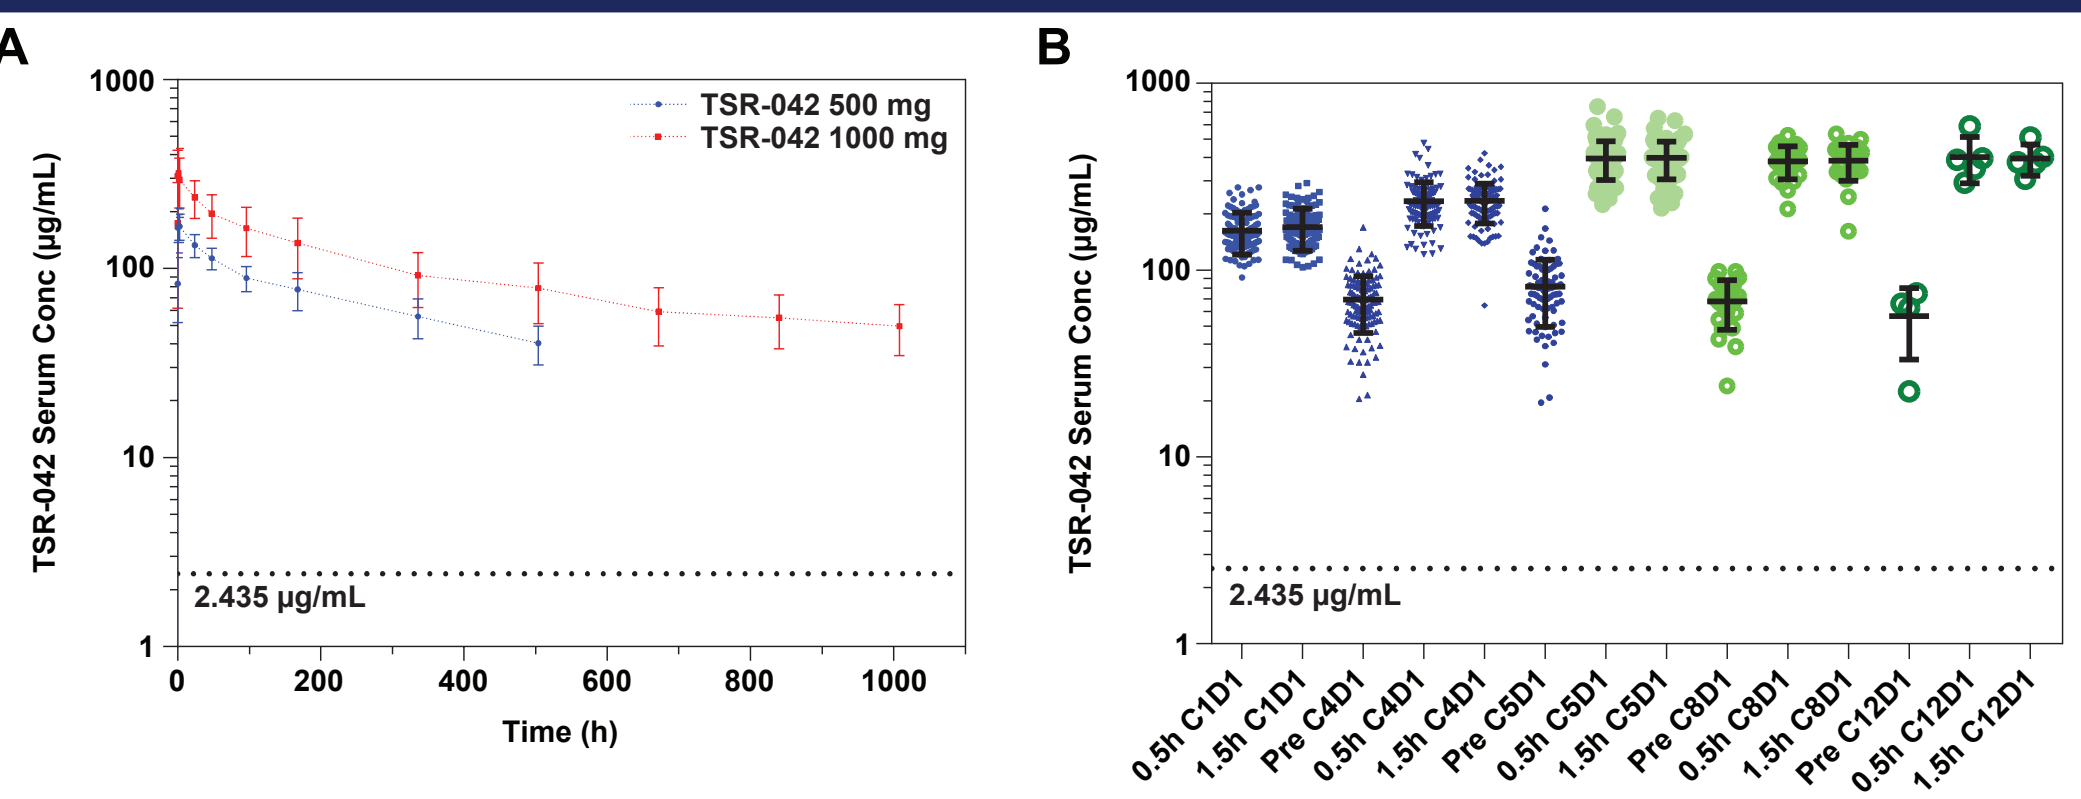 A
TSR-042 Serum Conc (µg/mL)
1000
100
10
1
TSR-042 500 mg
TSR-042 1000 mg
2.435 µg/mL
0 200 400 600 800 1000
Time (h)
B
TSR-042 Serum Conc (µg/mL)
1000
100
10
1
2.435 µg/mL
0.5h C1D1
1.5h C1D1
Pre C4D1
0.5h C4D1
1.5h C4D1
Pre C5D1
0.5h C5D1
1.5h C5D1
Pre C8D1
0.5h C8D1
1.5h C8D1
Pre C12D1
0.5h C12D1
1.5h C12D1